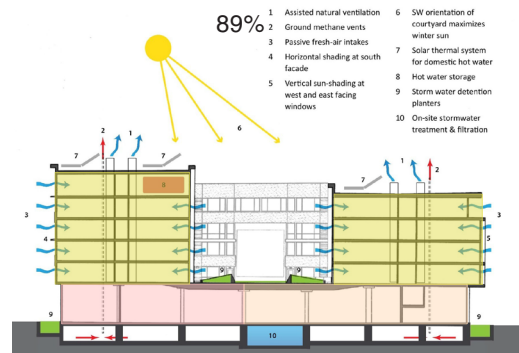 89%
1 Assisted natural ventilation
2 Ground methane vents
3 Passive fresh-air intakes
4 Horizontal shading at south
facade
5 Vertical sun-shading at
west and east facing
windows
6 SW orientation of
courtyard maximizes
winter sun
7 Solar thermal system
for domestic hot water
8 Hot water storage
9 Storm water detention
planters
10 On-site stormwater
treatment & filtration
2 1
6
7 7
8
1 2
7
3 3
4 5
9 9
9 9
10